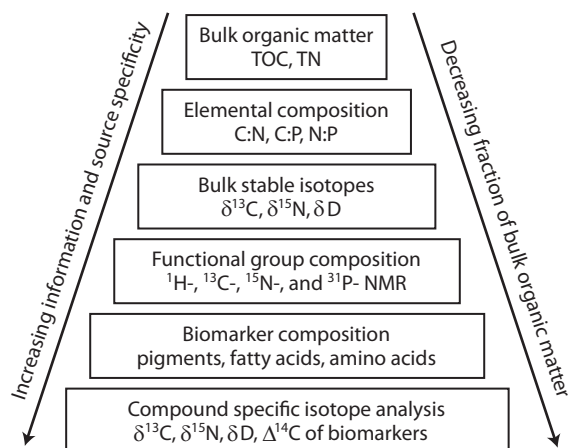 Bulk organic matter
TOC, TN
Elemental composition
C:N, C:P, N:P
Bulk stable isotopes
δ¹³C, δ¹⁵N, δD
Functional group composition
¹H-, ¹³C-, ¹⁵N-, and ³¹P- NMR
Biomarker composition
pigments, fatty acids, amino acids
Compound specific isotope analysis
δ¹³C, δ¹⁵N, δD, Δ¹⁴C of biomarkers
Increasing information and source specificity
Decreasing fraction of bulk organic matter